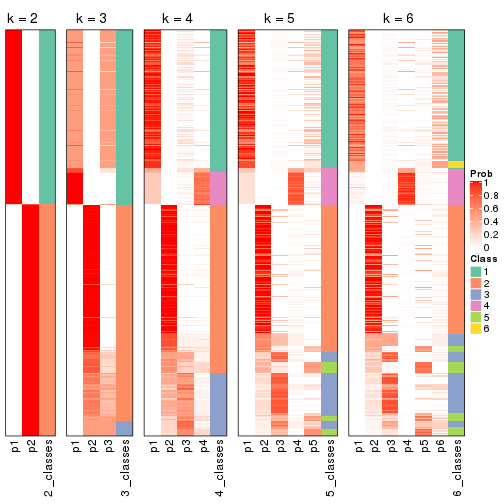 k = 2
k = 3
k = 4
k = 5
k = 6
Prob
1
0.8
0.6
0.4
0.2
0
Class
1
2
3
4
5
6
p1
p2
2_classes
p1
p2
p3
3_classes
p1
p2
p3
p4
4_classes
p1
p2
p3
p4
p5
5_classes
p1
p2
p3
p4
p5
p6
6_classes